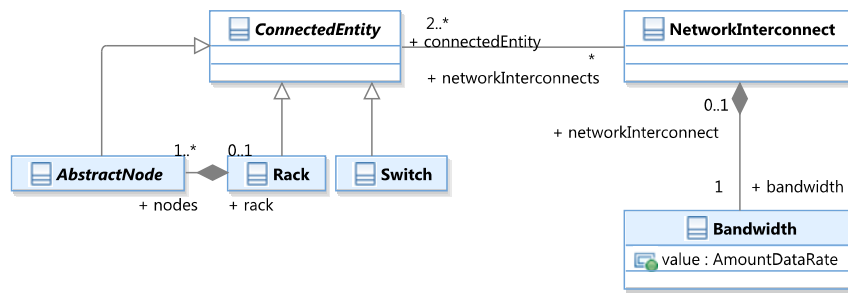 ConnectedEntity
2..*
+ connectedEntity
*
+ networkInterconnects
NetworkInterconnect
0..1
+ networkInterconnect
1..*
0..1
AbstractNode
Rack
Switch
+ nodes
+ rack
1
+ bandwidth
Bandwidth
value : AmountDataRate